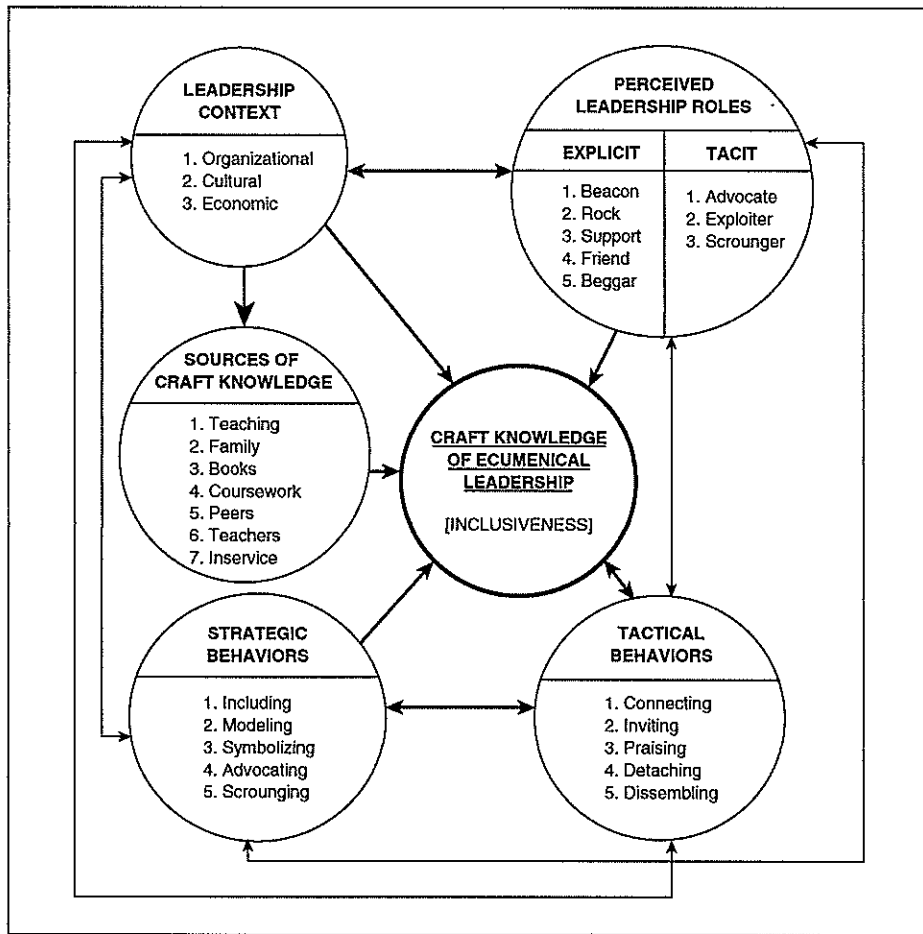 LEADERSHIP
CONTEXT
1. Organizational
2. Cultural
3. Economic
PERCEIVED
LEADERSHIP ROLES
EXPLICIT
1. Beacon
2. Rock
3. Support
4. Friend
5. Beggar
TACIT
1. Advocate
2. Exploiter
3. Scrounger
SOURCES OF
CRAFT KNOWLEDGE
1. Teaching
2. Family
3. Books
4. Coursework
5. Peers
6. Teachers
7. Inservice
CRAFT KNOWLEDGE
OF ECUMENICAL
LEADERSHIP
[INCLUSIVENESS]
STRATEGIC
BEHAVIORS
1. Including
2. Modeling
3. Symbolizing
4. Advocating
5. Scrounging
TACTICAL
BEHAVIORS
1. Connecting
2. Inviting
3. Praising
4. Detaching
5. Dissembling